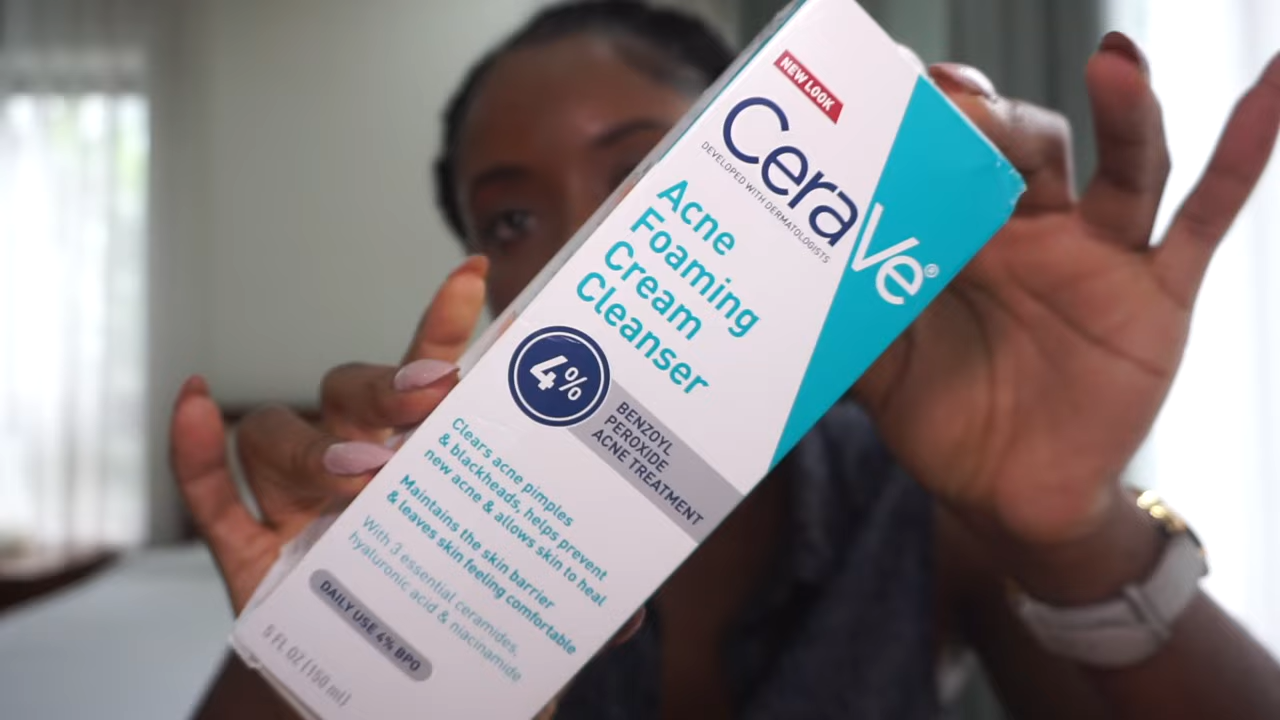 NEW LOOK
CeraVe®
DEVELOPED WITH DERMATOLOGISTS
Acne
Foaming
Cream
Cleanser
4%
BENZOYL
PEROXIDE
ACNE TREATMENT
Clears acne pimples
& blackheads, helps prevent
new acne & allows skin to heal
Maintains the skin barrier
& leaves skin feeling comfortable
With 3 essential ceramides,
hyaluronic acid & niacinamide
DAILY USE 4% BPO
5 FL OZ (150 ml)